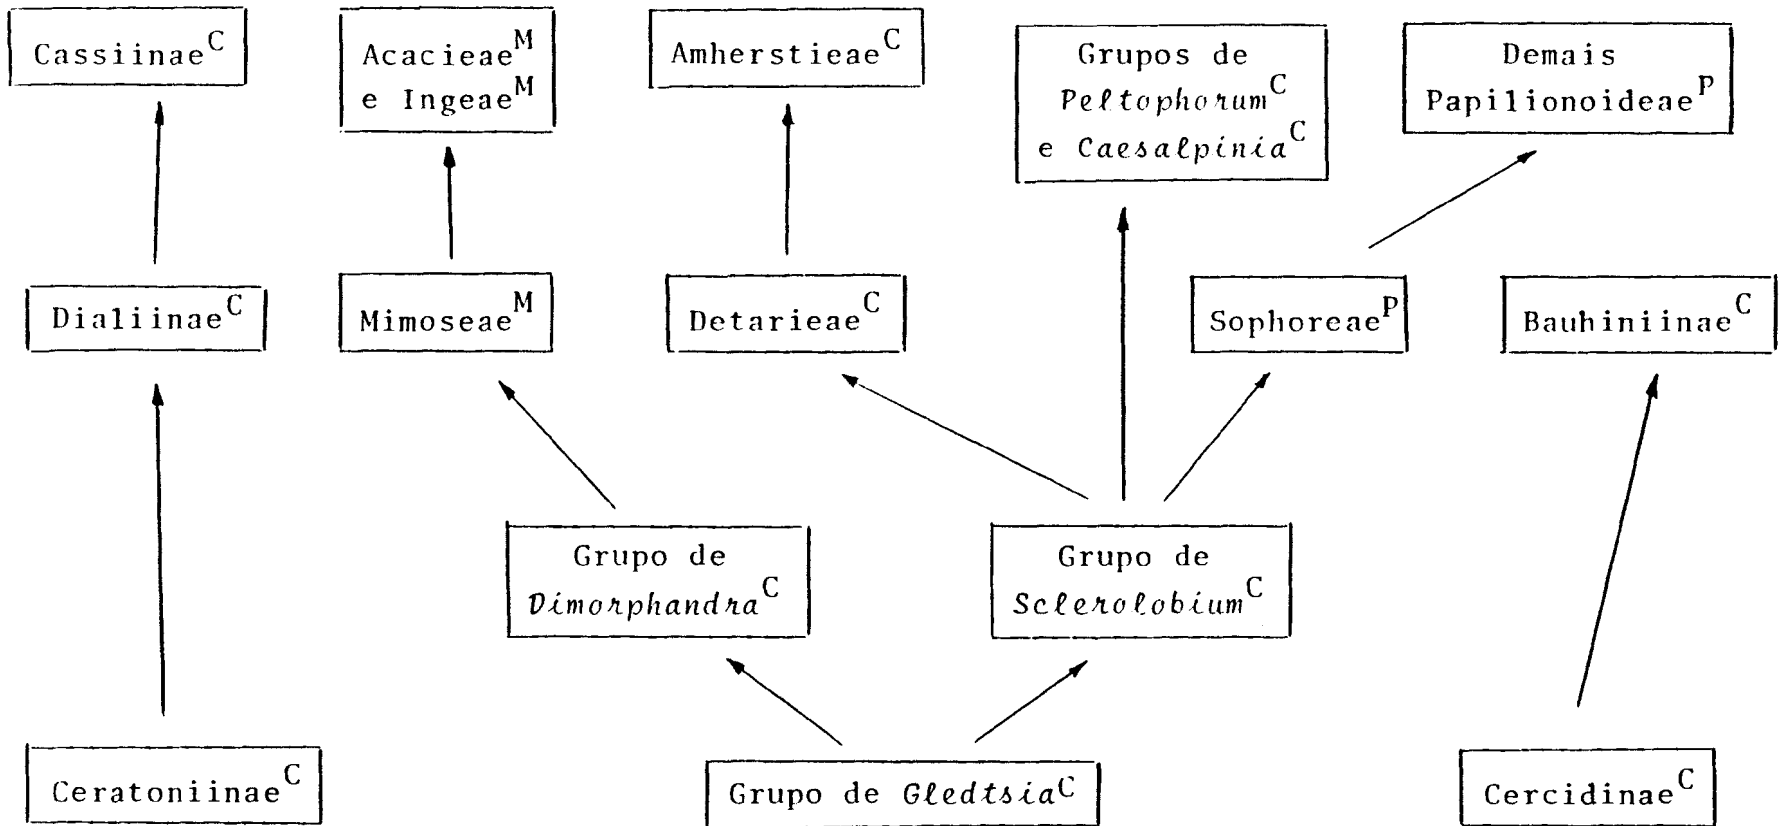 Cassiinae^C
Acacieae^M
e Ingeae^M
Amherstieae^C
Grupos de
Peltophorum^C
e Caesalpinia^C
Demais
Papilionoideae^P
Dialiinae^C
Mimoseae^M
Detarieae^C
Sophoreae^P
Bauhiniinae^C
Grupo de
Dimorphandra^C
Grupo de
Sclerolobium^C
Ceratoniinae^C
Grupo de Gledtsia^C
Cercidinae^C